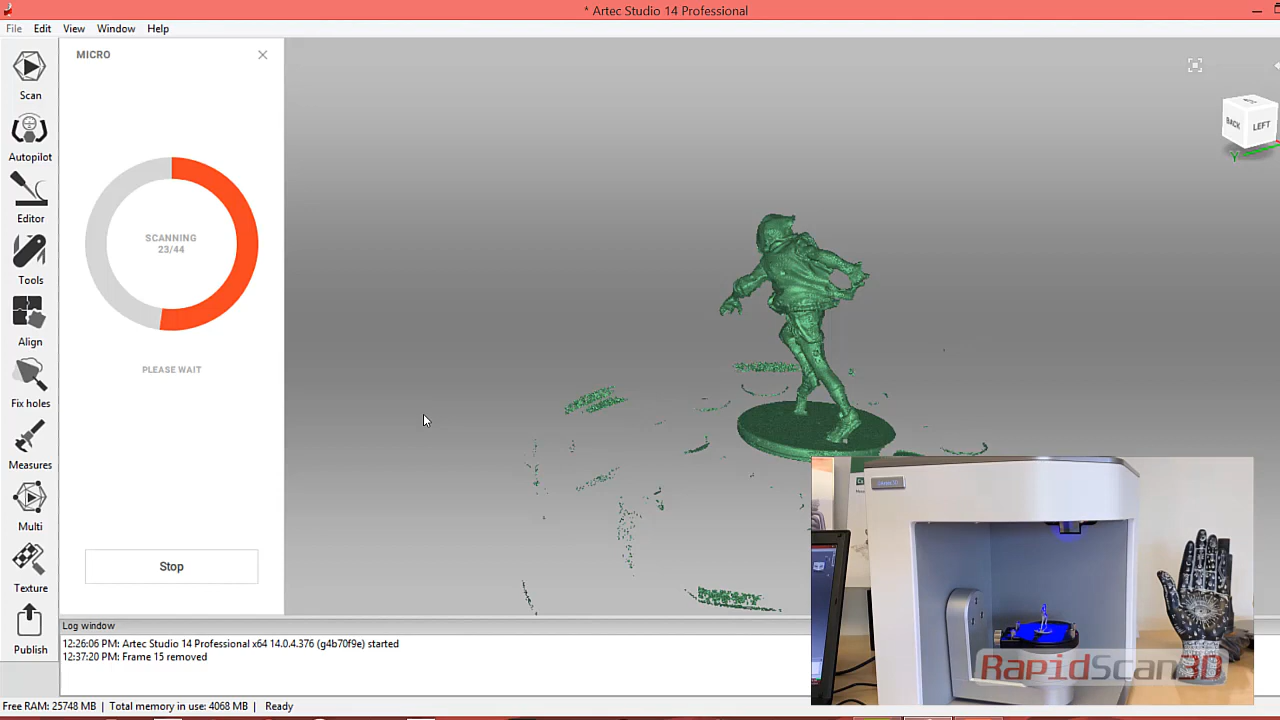 * Artec Studio 14 Professional
File Edit View Window Help
MICRO
Scan
Autopilot
Editor
Tools
Align
Fix holes
Measures
Multi
Texture
Publish
SCANNING
23/44
PLEASE WAIT
Stop
BACK
LEFT
Y
Log window
12:26:06 PM: Artec Studio 14 Professional x64 14.0.4.376 (g4b70f9e) started
12:37:20 PM: Frame 15 removed
RapidScan3D
Free RAM: 25748 MB | Total memory in use: 4068 MB | Ready